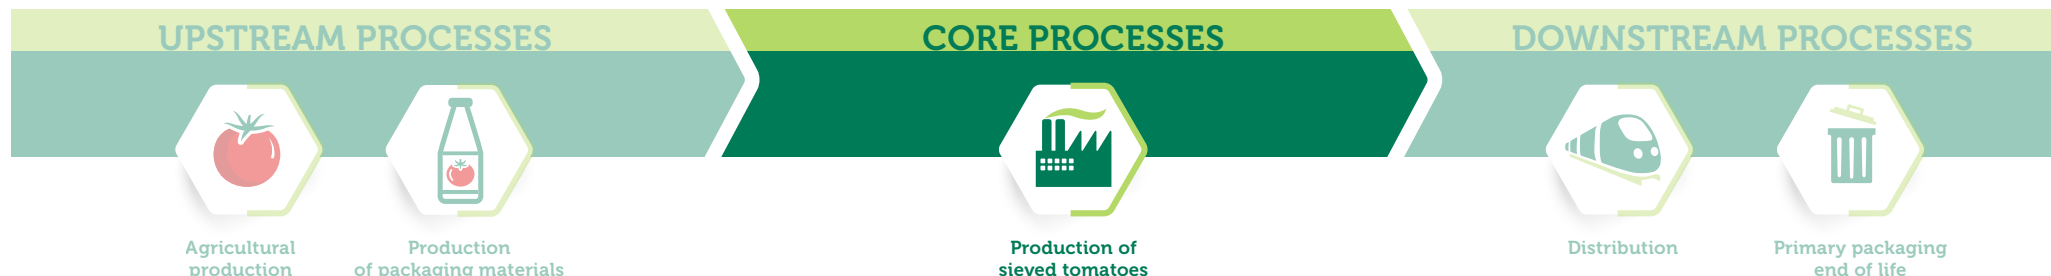 UPSTREAM PROCESSES
CORE PROCESSES
DOWNSTREAM PROCESSES
Agricultural
production
Production
of packaging materials
Production of
sieved tomatoes
Distribution
Primary packaging
end of life